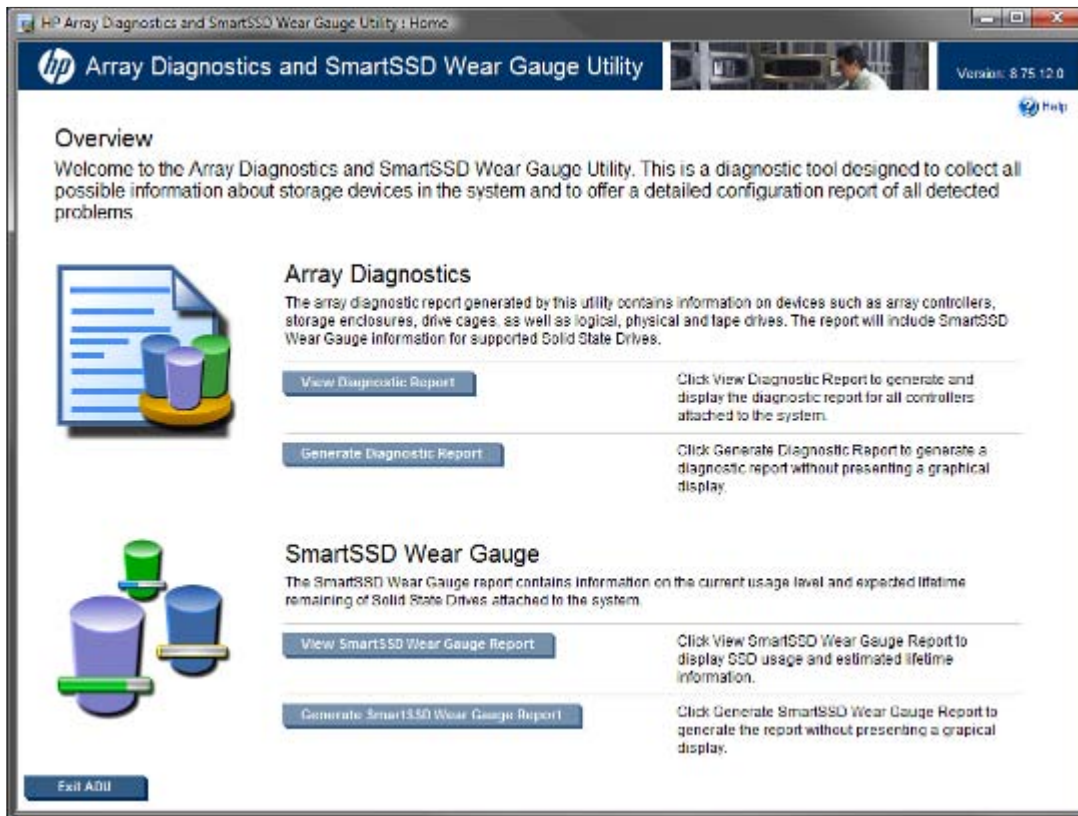 HP Array Diagnostics and SmartSSD Wear Gauge Utility : Home
hp
Array Diagnostics and SmartSSD Wear Gauge Utility
Version: 8.75.12.0
Help
Overview
Welcome to the Array Diagnostics and SmartSSD Wear Gauge Utility. This is a diagnostic tool designed to collect all
possible information about storage devices in the system and to offer a detailed configuration report of all detected
problems.
Array Diagnostics
The array diagnostic report generated by this utility contains information on devices such as array controllers,
storage enclosures, drive cages, as well as logical, physical and tape drives. The report will include SmartSSD
Wear Gauge information for supported Solid State Drives.
View Diagnostic Report
Click View Diagnostic Report to generate and
display the diagnostic report for all controllers
attached to the system.
Generate Diagnostic Report
Click Generate Diagnostic Report to generate a
diagnostic report without presenting a graphical
display.
SmartSSD Wear Gauge
The SmartSSD Wear Gauge report contains information on the current usage level and expected lifetime
remaining of Solid State Drives attached to the system.
View SmartSSD Wear Gauge Report
Click View SmartSSD Wear Gauge Report to
display SSD usage and estimated lifetime
information.
Generate SmartSSD Wear Gauge Report
Click Generate SmartSSD Wear Gauge Report to
generate the report without presenting a grapical
display.
Exit ADU